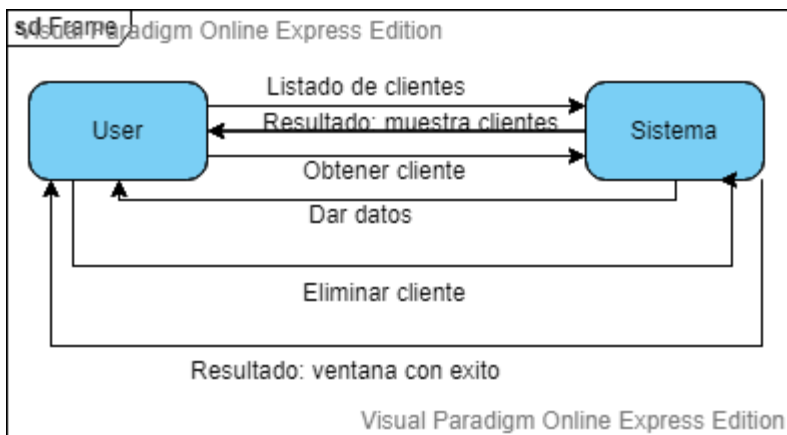 sd Frame
Visual Paradigm Online Express Edition
Listado de clientes
User
Resultado: muestra clientes
Sistema
Obtener cliente
Dar datos
Eliminar cliente
Resultado: ventana con exito
Visual Paradigm Online Express Edition